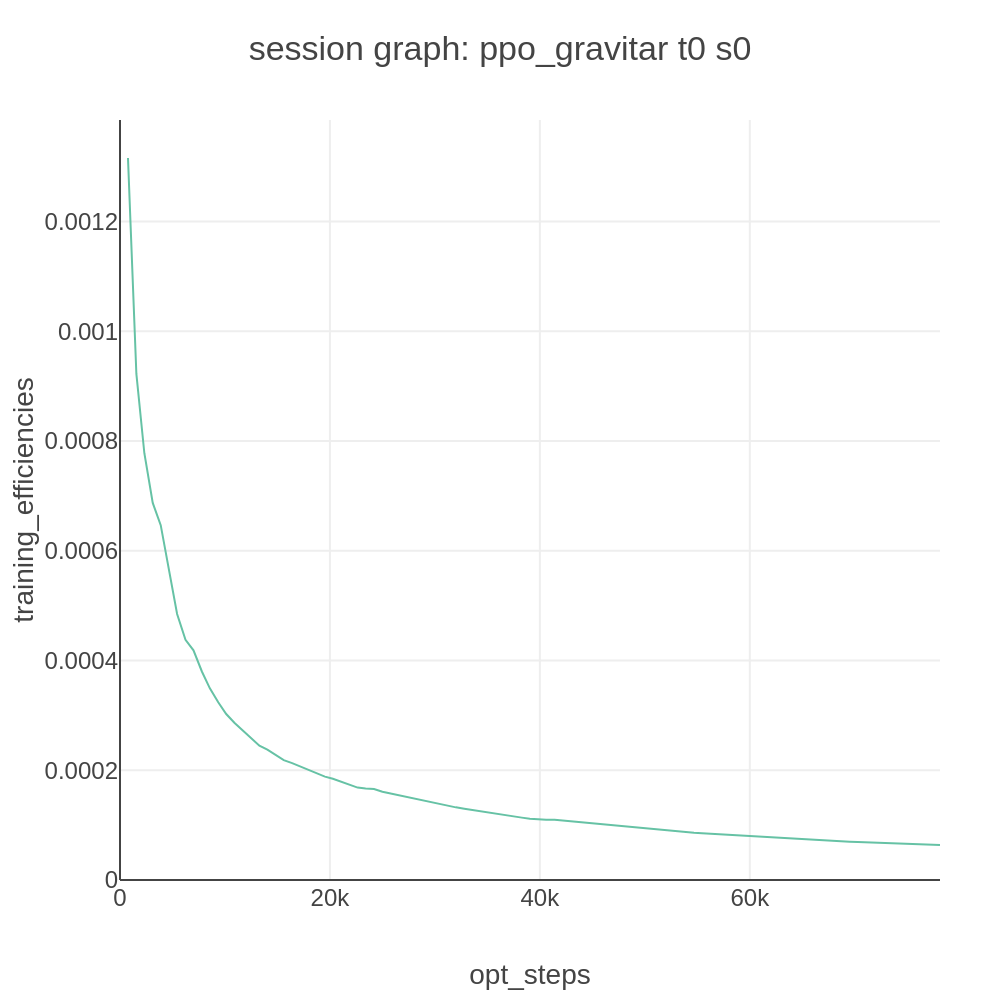 session graph: ppo_gravitar t0 s0
training_efficiencies
0.0012
0.001
0.0008
0.0006
0.0004
0.0002
0
0
20k
40k
60k
opt_steps